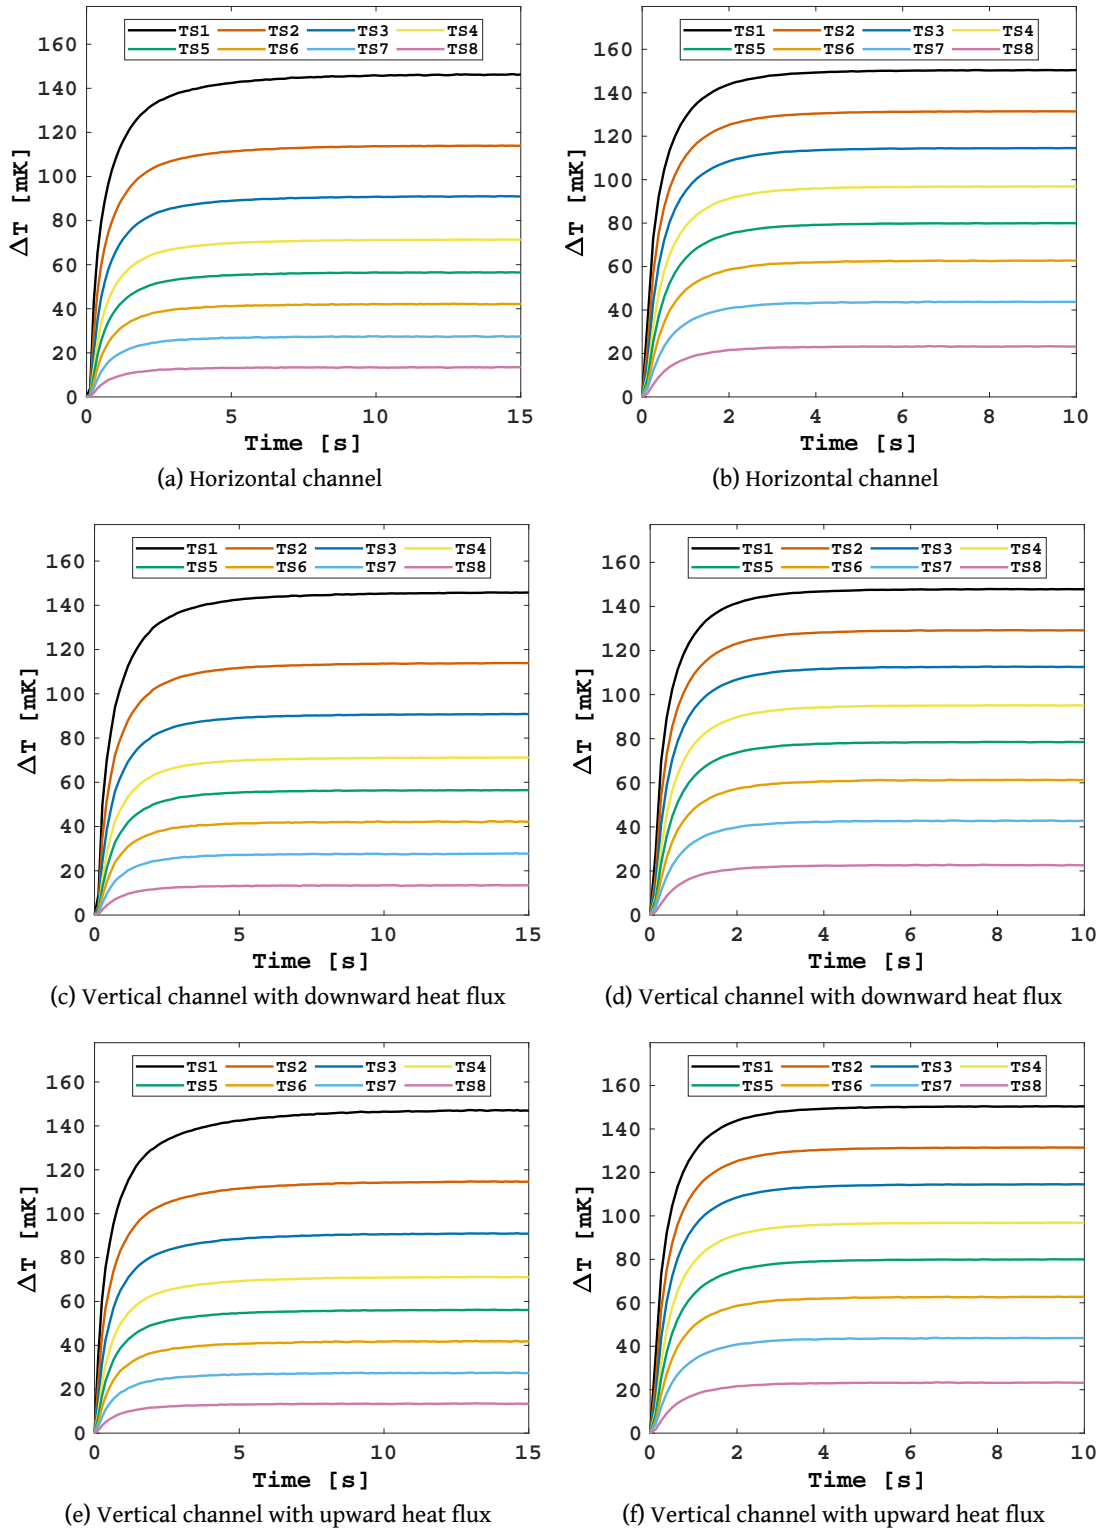 TS1 TS2 TS3 TS4
TS5 TS6 TS7 TS8
160
140
120
100
80
60
40
20
0
ΔT [mK]
0 5 10 15
Time [s]
(a) Horizontal channel
TS1 TS2 TS3 TS4
TS5 TS6 TS7 TS8
160
140
120
100
80
60
40
20
0
ΔT [mK]
0 2 4 6 8 10
Time [s]
(b) Horizontal channel
TS1 TS2 TS3 TS4
TS5 TS6 TS7 TS8
160
140
120
100
80
60
40
20
0
ΔT [mK]
0 5 10 15
Time [s]
(c) Vertical channel with downward heat flux
TS1 TS2 TS3 TS4
TS5 TS6 TS7 TS8
160
140
120
100
80
60
40
20
0
ΔT [mK]
0 2 4 6 8 10
Time [s]
(d) Vertical channel with downward heat flux
TS1 TS2 TS3 TS4
TS5 TS6 TS7 TS8
160
140
120
100
80
60
40
20
0
ΔT [mK]
0 5 10 15
Time [s]
(e) Vertical channel with upward heat flux
TS1 TS2 TS3 TS4
TS5 TS6 TS7 TS8
160
140
120
100
80
60
40
20
0
ΔT [mK]
0 2 4 6 8 10
Time [s]
(f) Vertical channel with upward heat flux